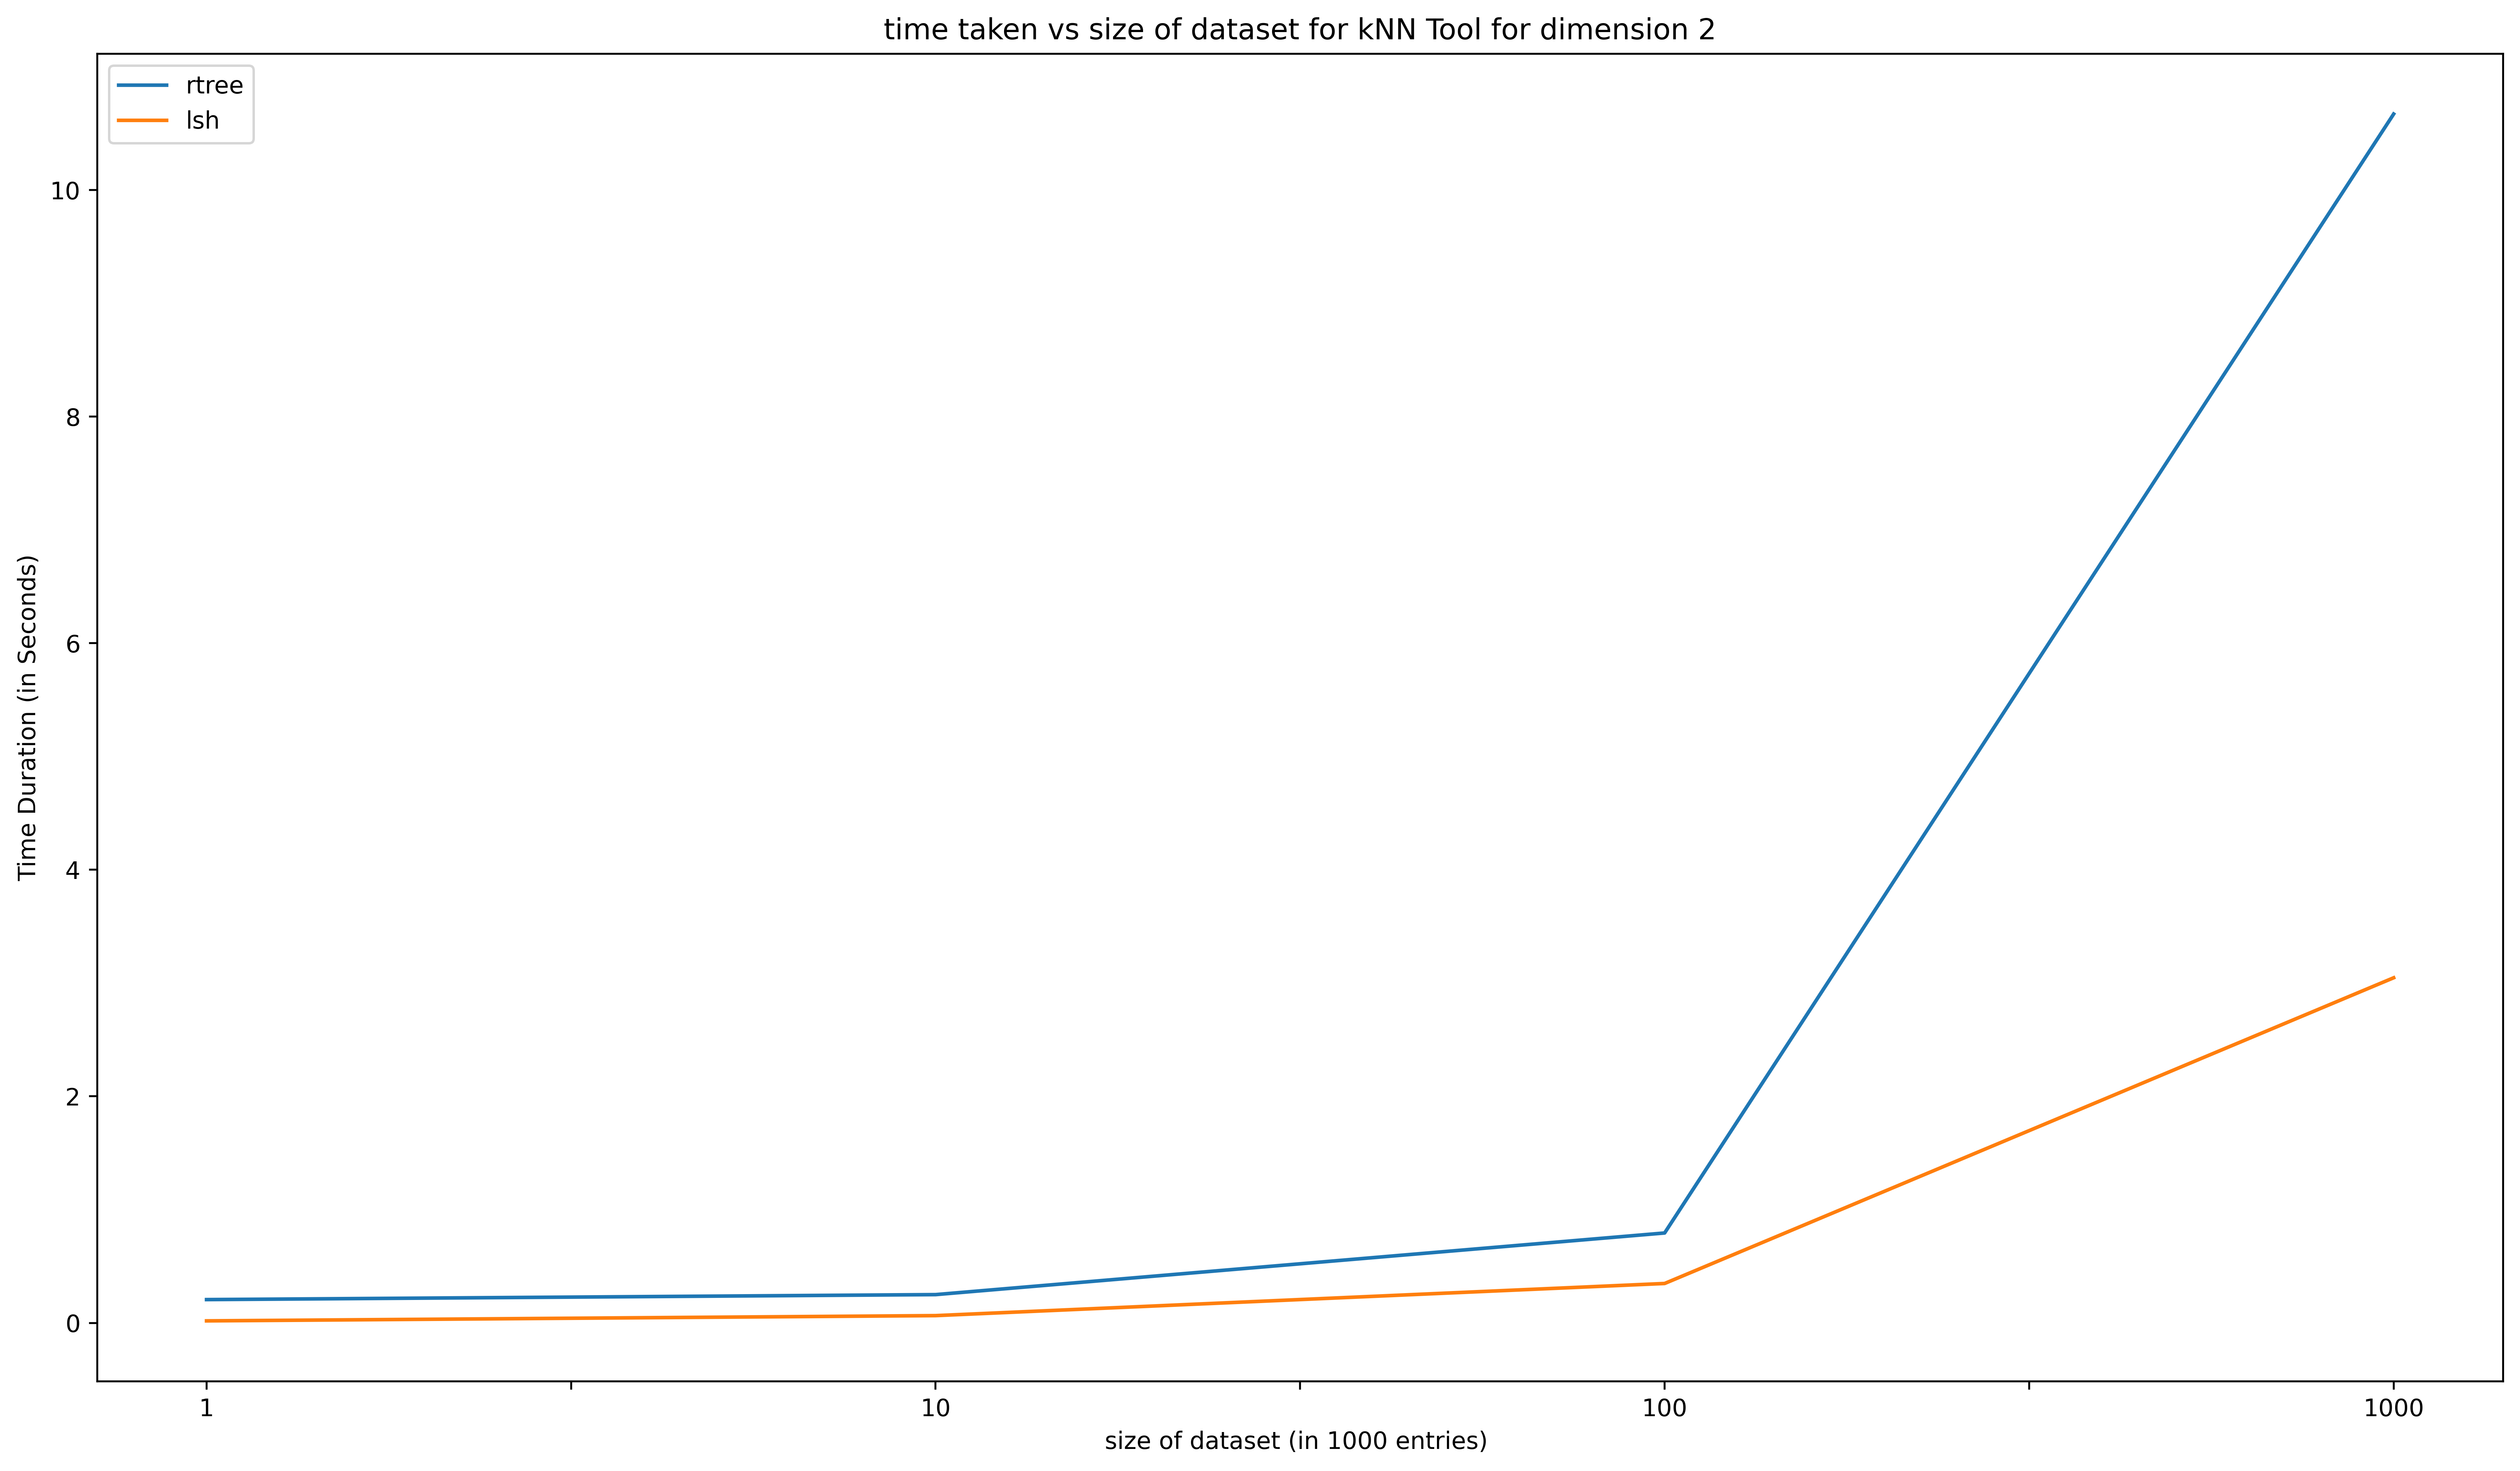 time taken vs size of dataset for kNN Tool for dimension 2
rtree
lsh
10
8
6
4
2
0
Time Duration (in Seconds)
1 10 100 1000
size of dataset (in 1000 entries)